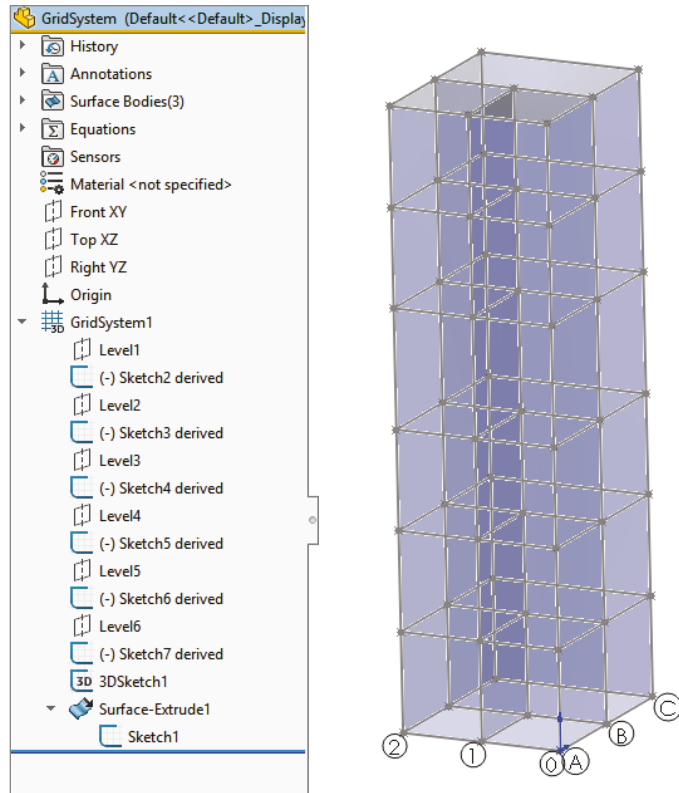 GridSystem (Default<<Default>_Display
History
A Annotations
Surface Bodies(3)
Σ Equations
Sensors
Material <not specified>
Front XY
Top XZ
Right YZ
Origin
3D GridSystem1
Level1
(-) Sketch2 derived
Level2
(-) Sketch3 derived
Level3
(-) Sketch4 derived
Level4
(-) Sketch5 derived
Level5
(-) Sketch6 derived
Level6
(-) Sketch7 derived
3D 3DSketch1
Surface-Extrude1
Sketch1
2 1 0 A B C